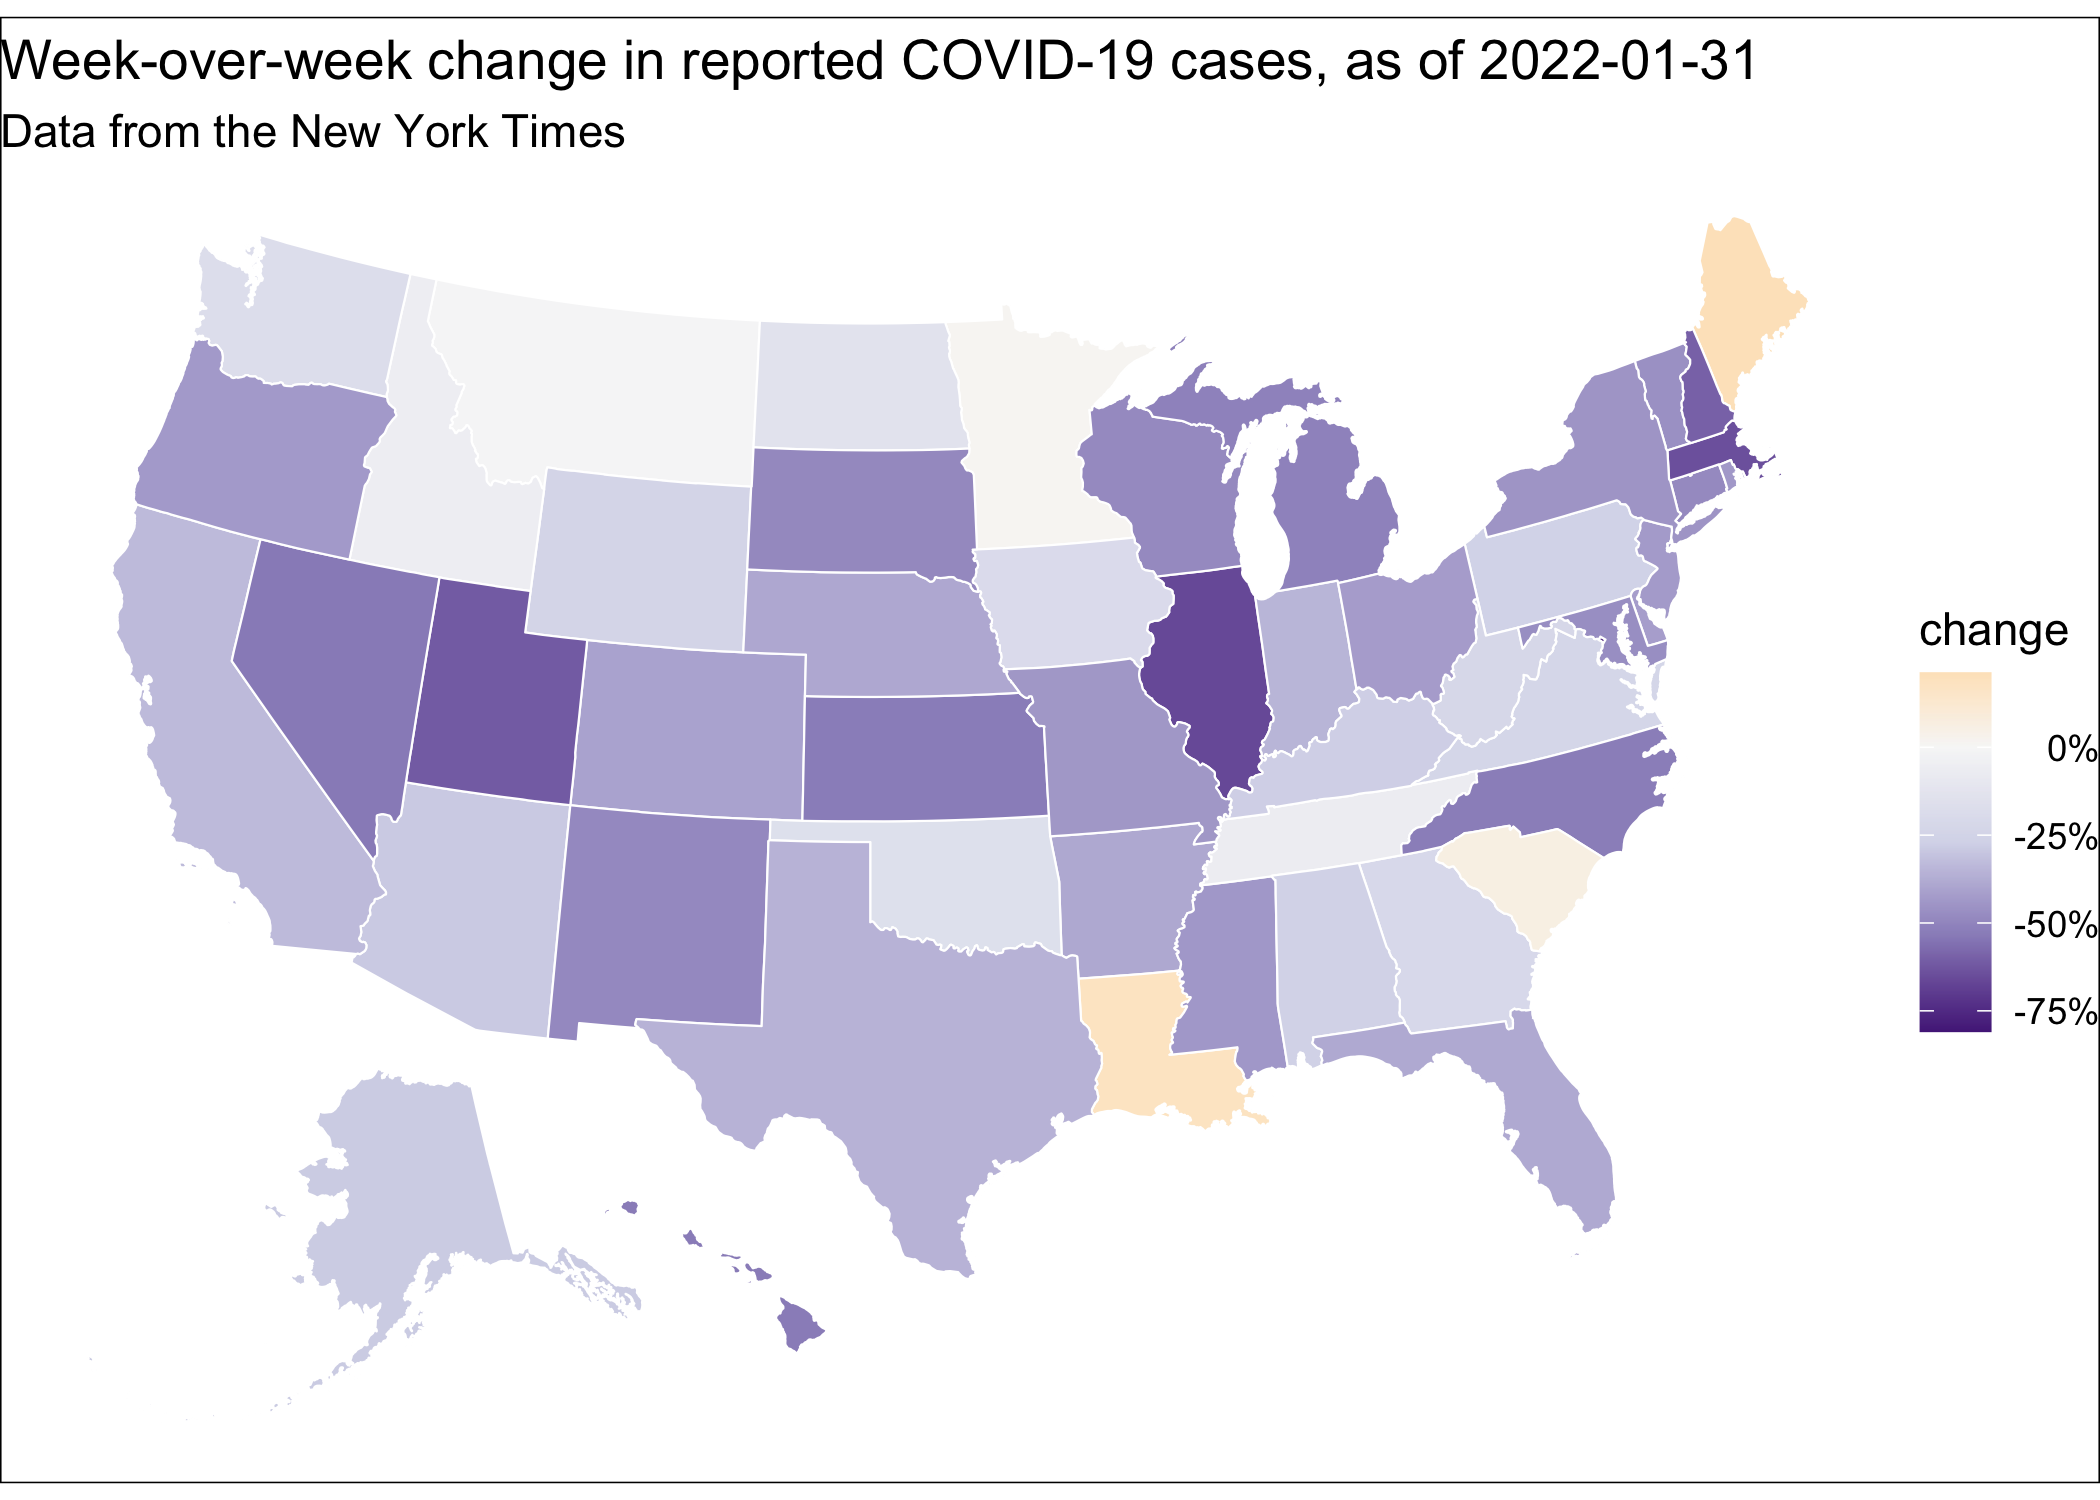 Week-over-week change in reported COVID-19 cases, as of 2022-01-31
Data from the New York Times
change
0%
-25%
-50%
-75%